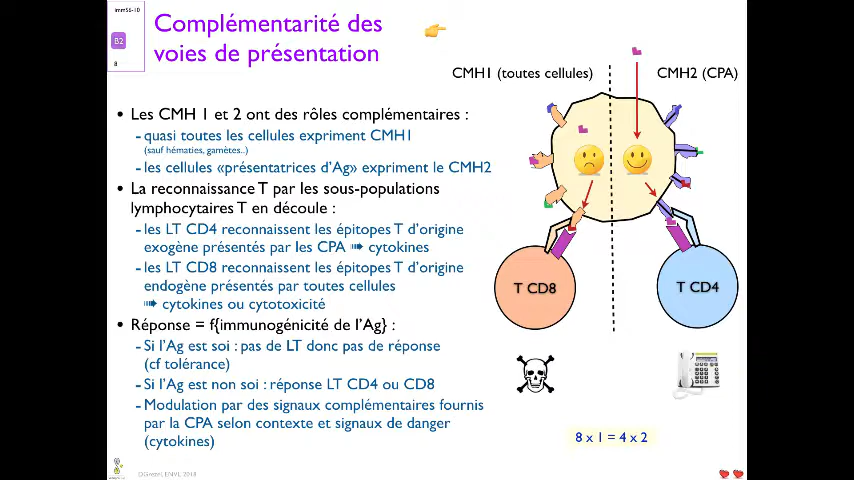 immS6-10
B2
8
Complémentarité des
voies de présentation
CMH1 (toutes cellules)
CMH2 (CPA)
• Les CMH 1 et 2 ont des rôles complémentaires :
- quasi toutes les cellules expriment CMH1
(sauf hématies, gamètes..)
- les cellules «présentatrices d’Ag» expriment le CMH2
• La reconnaissance T par les sous-populations
lymphocytaires T en découle :
- les LT CD4 reconnaissent les épitopes T d’origine
exogène présentés par les CPA ➠ cytokines
- les LT CD8 reconnaissent les épitopes T d’origine
endogène présentés par toutes cellules
➠ cytokines ou cytotoxicité
• Réponse = f{immunogénicité de l’Ag} :
- Si l’Ag est soi : pas de LT donc pas de réponse
(cf tolérance)
- Si l’Ag est non soi : réponse LT CD4 ou CD8
- Modulation par des signaux complémentaires fournis
par la CPA selon contexte et signaux de danger
(cytokines)
T CD8
T CD4
8 x 1 = 4 x 2